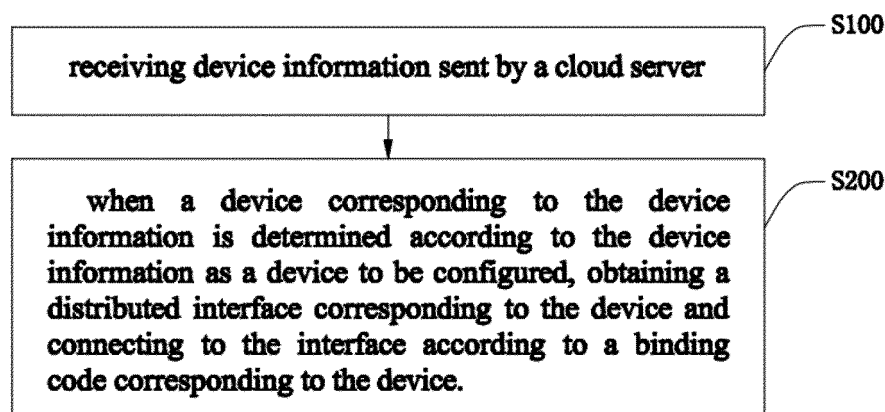 S100
receiving device information sent by a cloud server
S200
when a device corresponding to the device
information is determined according to the device
information as a device to be configured, obtaining a
distributed interface corresponding to the device and
connecting to the interface according to a binding
code corresponding to the device.